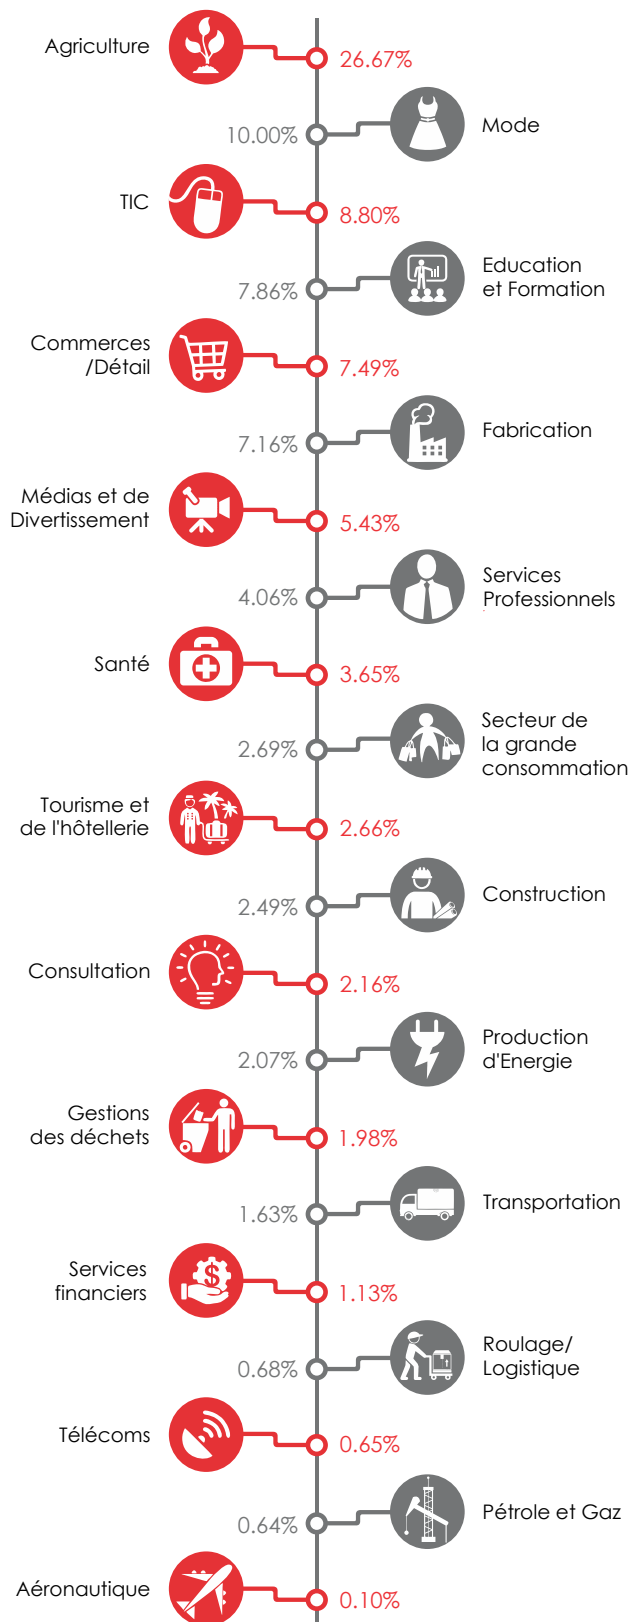 Agriculture
26.67%
10.00%
Mode
TIC
8.80%
7.86%
Education
et Formation
Commerces
/Détail
7.49%
7.16%
Fabrication
Médias et de
Divertissement
5.43%
4.06%
Services
Professionnels
Santé
3.65%
2.69%
Secteur de
la grande
consommation
Tourisme et
de l'hôtellerie
2.66%
2.49%
Construction
Consultation
2.16%
2.07%
Production
d'Energie
Gestions
des déchets
1.98%
1.63%
Transportation
Services
financiers
$
1.13%
0.68%
Roulage/
Logistique
Télécoms
0.65%
0.64%
Pétrole et Gaz
Aéronautique
0.10%